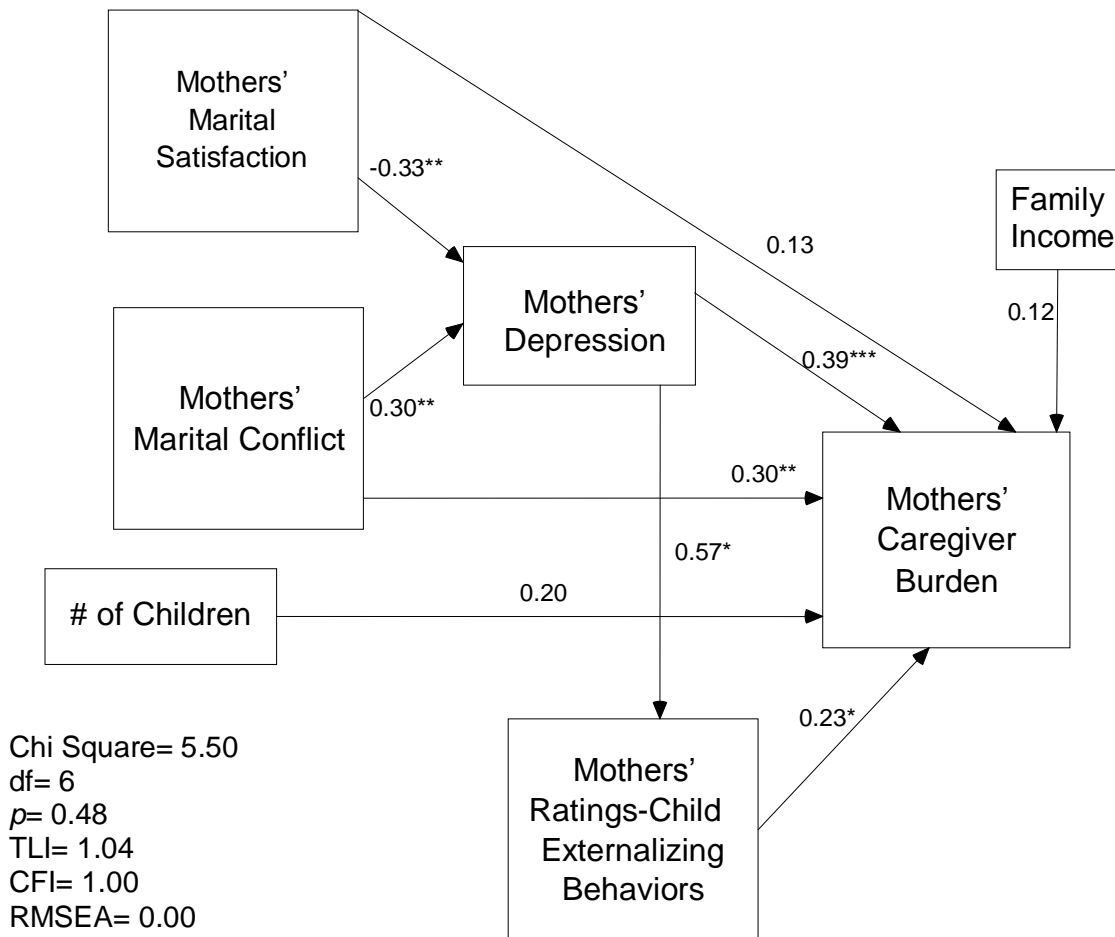 Mothers’
Marital
Satisfaction
-0.33**
Family
Income
0.13
Mothers’
Depression
0.12
0.39***
Mothers’
Marital Conflict
0.30**
0.30**
Mothers’
Caregiver
Burden
0.57*
# of Children
0.20
0.23*
Mothers’
Ratings-Child
Externalizing
Behaviors
Chi Square= 5.50
df= 6
p= 0.48
TLI= 1.04
CFI= 1.00
RMSEA= 0.00